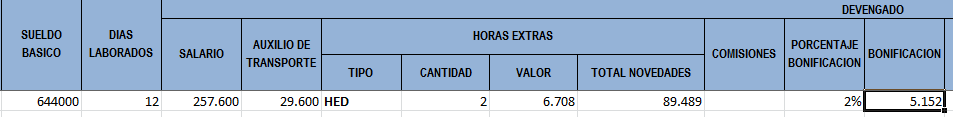 DEVENGADO
SUELDO BASICO
DIAS LABORADOS
SALARIO
AUXILIO DE TRANSPORTE
HORAS EXTRAS
TIPO
CANTIDAD
VALOR
TOTAL NOVEDADES
COMISIONES
PORCENTAJE BONIFICACION
BONIFICACION
644000 12 257.600 29.600 HED 2 6.708 89.489 2% 5.152